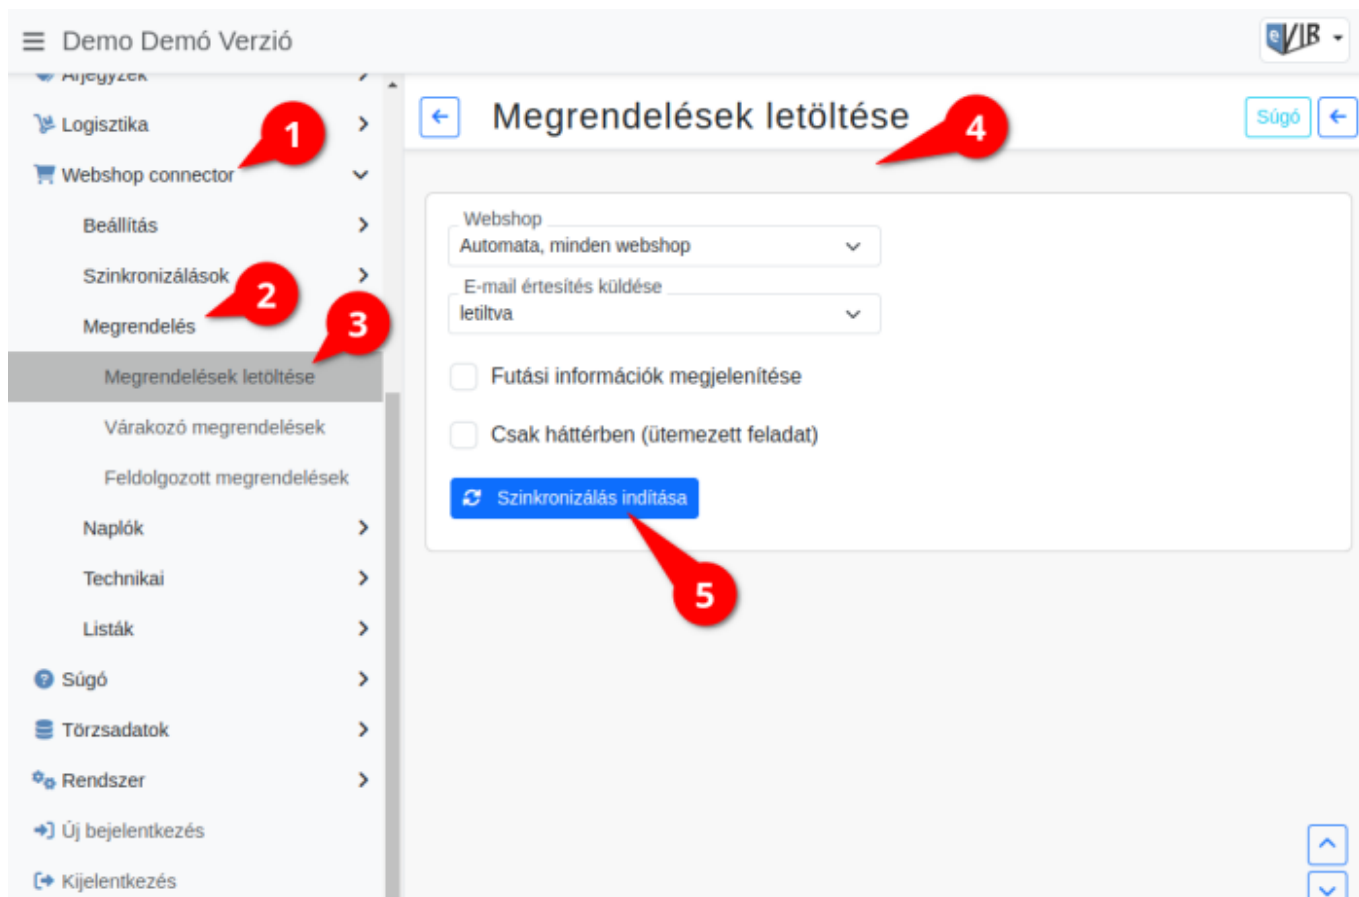 Demo Demó Verzió
eVIR
Árjegyzék
Logisztika
1
Webshop connector
Beállítás
Szinkronizálások
2
Megrendelés
3
Megrendelések letöltése
Várakozó megrendelések
Feldolgozott megrendelések
Naplók
Technikai
Listák
Súgó
Törzsadatok
Rendszer
Új bejelentkezés
Kijelentkezés
Megrendelések letöltése
4
Súgó
Webshop
Automata, minden webshop
E-mail értesítés küldése
letiltva
Futási információk megjelenítése
Csak háttérben (ütemezett feladat)
Szinkronizálás indítása
5